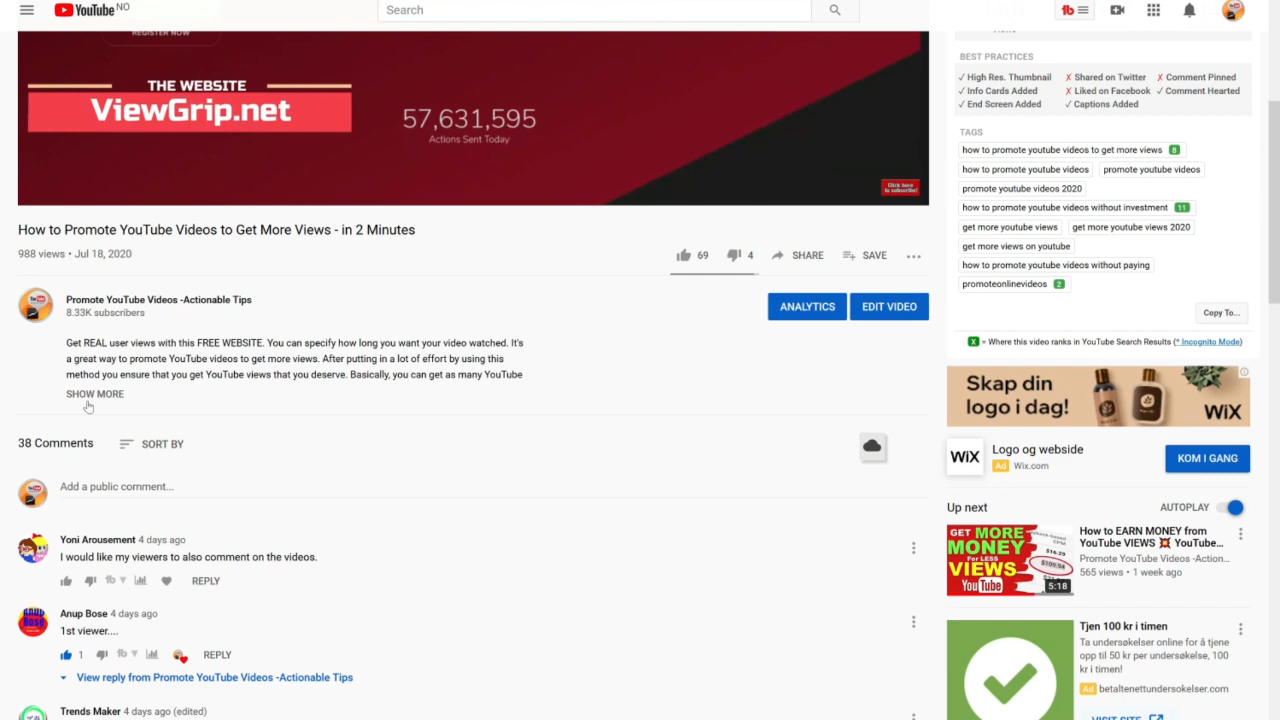 YouTube NO
Search
REGISTER NOW
THE WEBSITE
ViewGrip.net
57,631,595
Actions Sent Today
Click here
to subscribe!
How to Promote YouTube Videos to Get More Views - in 2 Minutes
988 views • Jul 18, 2020
69
4
SHARE
SAVE
Promote YouTube Videos -Actionable Tips
8.33K subscribers
ANALYTICS
EDIT VIDEO
Get REAL user views with this FREE WEBSITE. You can specify how long you want your video watched. It's
a great way to promote YouTube videos to get more views. After putting in a lot of effort by using this
method you ensure that you get YouTube views that you deserve. Basically, you can get as many YouTube
SHOW MORE
38 Comments
SORT BY
Add a public comment...
Yoni Arousement 4 days ago
I would like my viewers to also comment on the videos.
REPLY
Anup Bose 4 days ago
1st viewer....
1
REPLY
View reply from Promote YouTube Videos -Actionable Tips
Trends Maker 4 days ago (edited)
BEST PRACTICES
✓ High Res. Thumbnail ✗ Shared on Twitter ✗ Comment Pinned
✓ Info Cards Added ✗ Liked on Facebook ✓ Comment Hearted
✓ End Screen Added ✓ Captions Added
TAGS
how to promote youtube videos to get more views 8
how to promote youtube videos promote youtube videos
promote youtube videos 2020
how to promote youtube videos without investment 11
get more youtube views get more youtube views 2020
get more views on youtube
how to promote youtube videos without paying
promoteonlinevideos 2
Copy To...
X = Where this video ranks in YouTube Search Results (* Incognito Mode)
Skap din
logo i dag!
WiX
WiX
Logo og webside
Ad Wix.com
KOM I GANG
Up next
AUTOPLAY
GET MORE
MONEY
For LESS
VIEWS
YouTube
$16.29
$109.94
5:18
How to EARN MONEY from
YouTube VIEWS 💥 YouTube...
Promote YouTube Videos -Action...
565 views • 1 week ago
Tjen 100 kr i timen
Ta undersøkelser online for å tjene
opp til 50 kr per undersøkelse, 100
kr i timen!
Ad betaltenettundersokelser.com
VISIT SITE